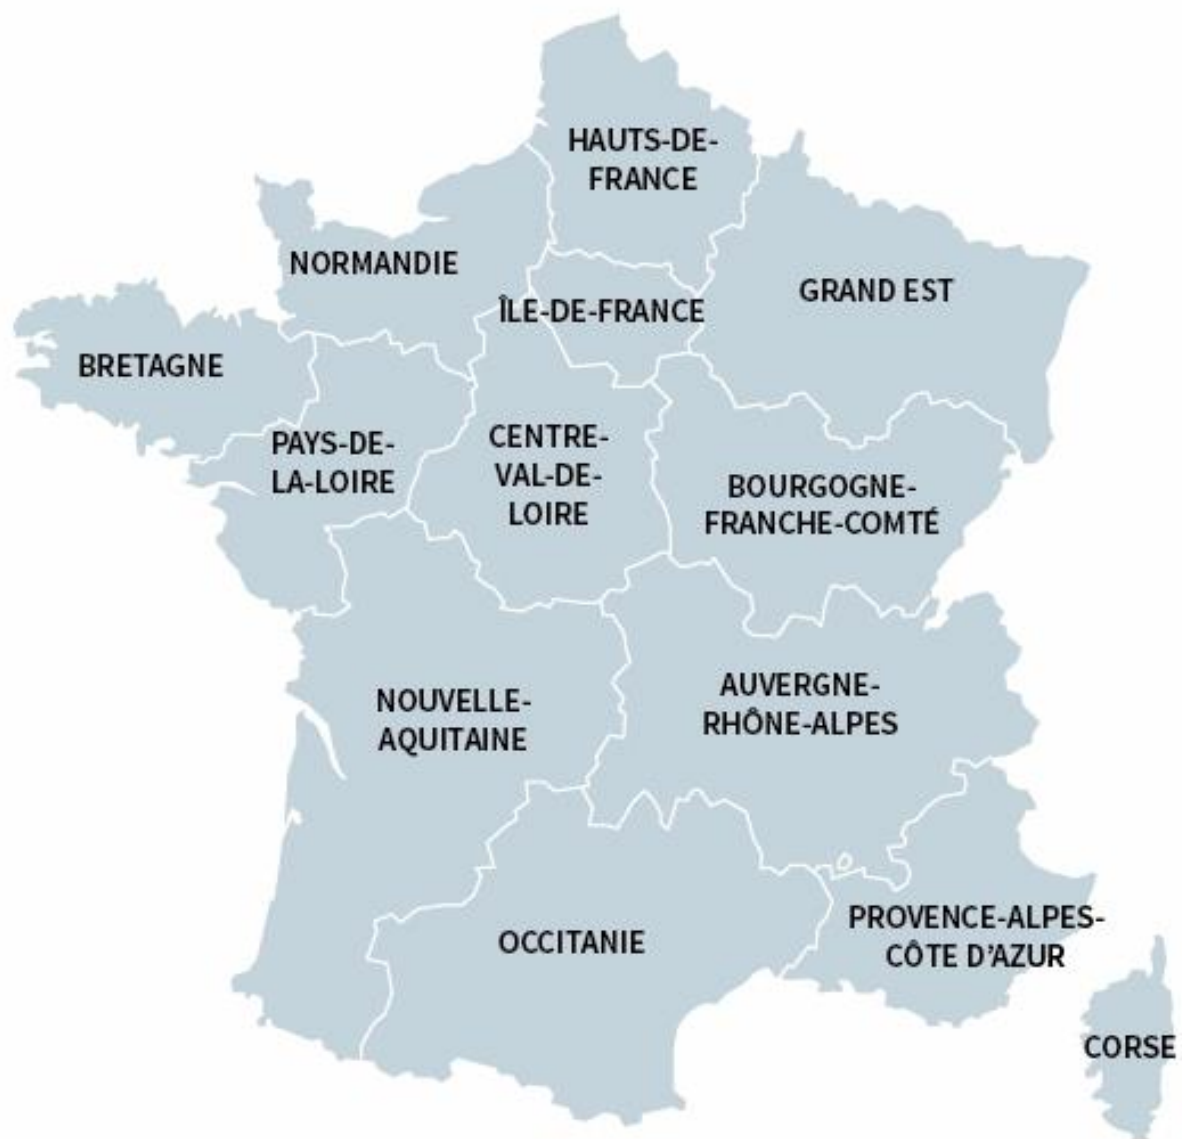 HAUTS-DE-
FRANCE
NORMANDIE
ÎLE-DE-FRANCE
GRAND EST
BRETAGNE
PAYS-DE-
LA-LOIRE
CENTRE-
VAL-DE-
LOIRE
BOURGOGNE-
FRANCHE-COMTÉ
NOUVELLE-
AQUITAINE
AUVERGNE-
RHÔNE-ALPES
OCCITANIE
PROVENCE-ALPES-
CÔTE D’AZUR
CORSE